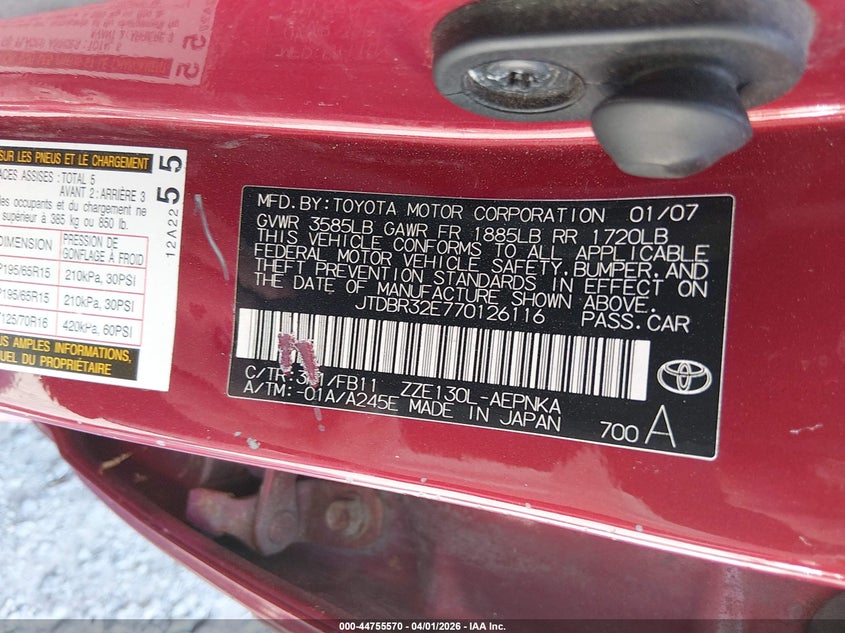 SUR LES PNEUS ET LE CHARGEMENT
ACES ASSISES : TOTAL 5
AVANT 2 : ARRIÈRE 3
les occupants et du chargement ne
supérieur à 385 kg ou 850 lb.
DIMENSION
PRESSION DE GONFLAGE À FROID
P195/65R15 210kPa, 30PSI
P195/65R15 210kPa, 30PSI
T125/70R16 420kPa, 60PSI
US AMPLES INFORMATIONS,
UEL DU PROPRIÉTAIRE
12A22 5 5
MFD. BY: TOYOTA MOTOR CORPORATION 01/07
GVWR 3585LB GAWR FR 1885LB RR 1720LB
THIS VEHICLE CONFORMS TO ALL APPLICABLE
FEDERAL MOTOR VEHICLE SAFETY, BUMPER, AND
THEFT PREVENTION STANDARDS IN EFFECT ON
THE DATE OF MANUFACTURE SHOWN ABOVE.
JTDBR32E770126116 PASS. CAR
C/TR: /FB11 ZZE130L-AEPNKA
A/TM:-01A/A245E MADE IN JAPAN
700 A
TOYOTA
000-44755570 | 04/01/2026 | IAA Inc.